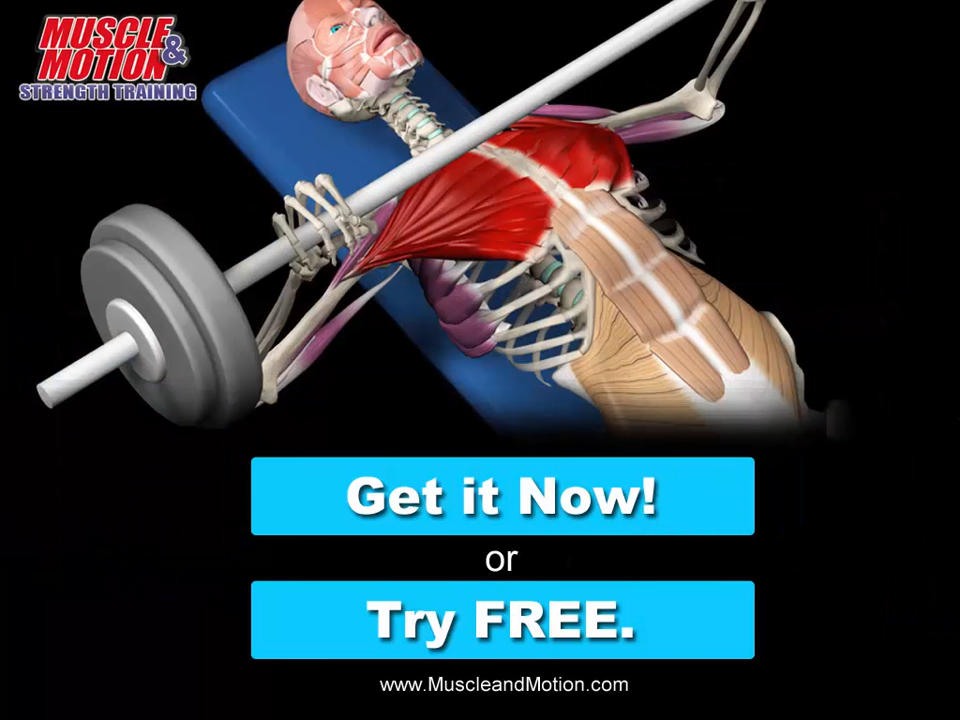 MUSCLE &
MOTION
STRENGTH TRAINING
Get it Now!
or
Try FREE.
www.MuscleandMotion.com